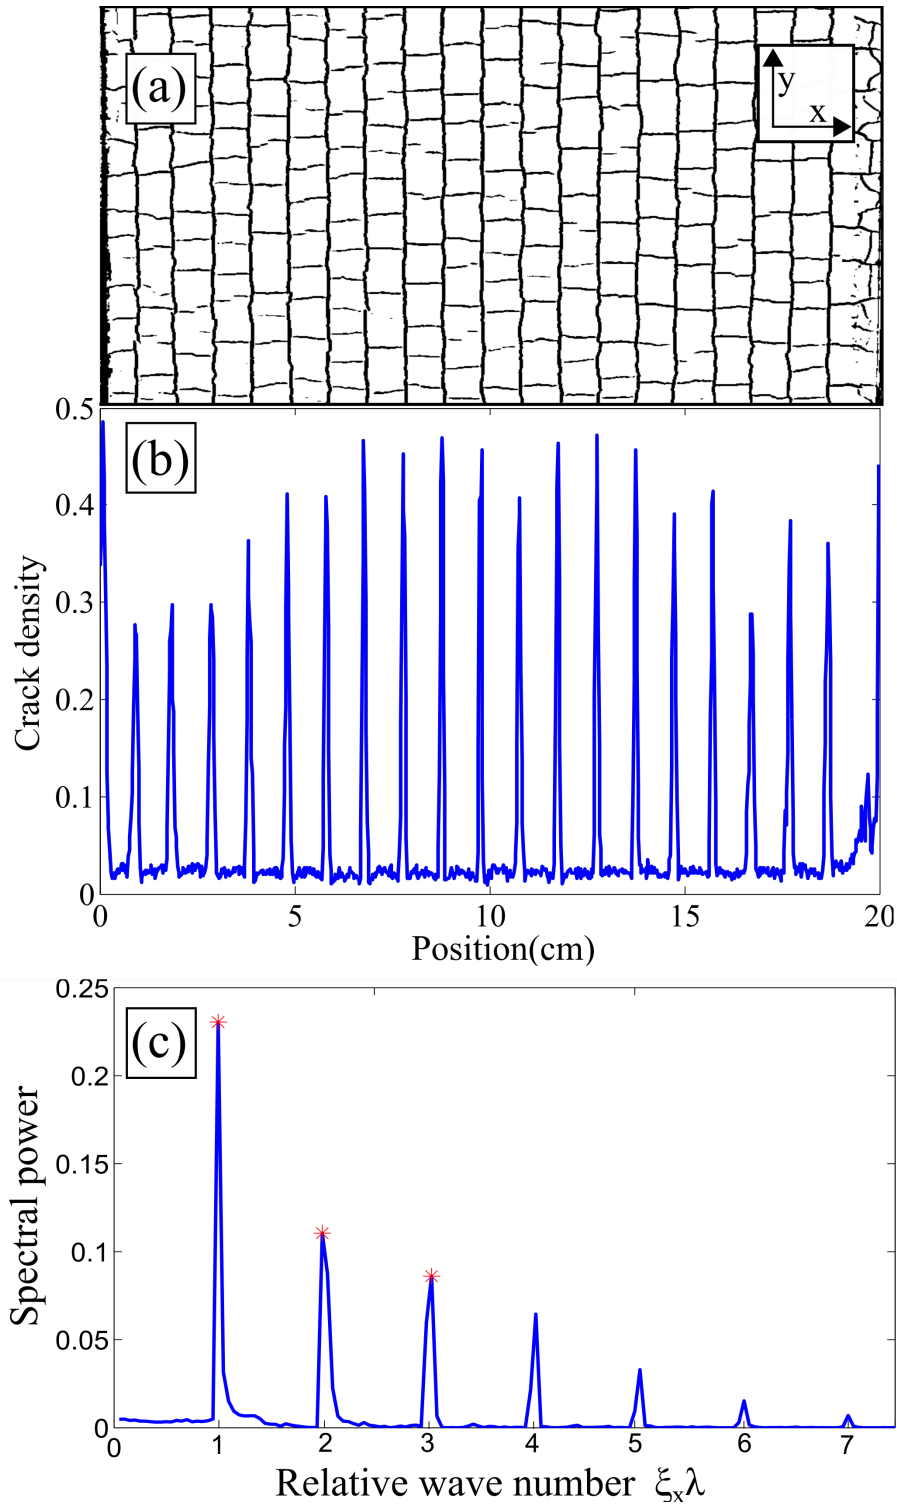 (a)
y
x
0.5
(b)
0.4
0.3
0.2
0.1
0
Crack density
0 5 10 15 20
Position(cm)
0.25
(c)
0.2
0.15
0.1
0.05
0
Spectral power
0 1 2 3 4 5 6 7
Relative wave number ξₓλ